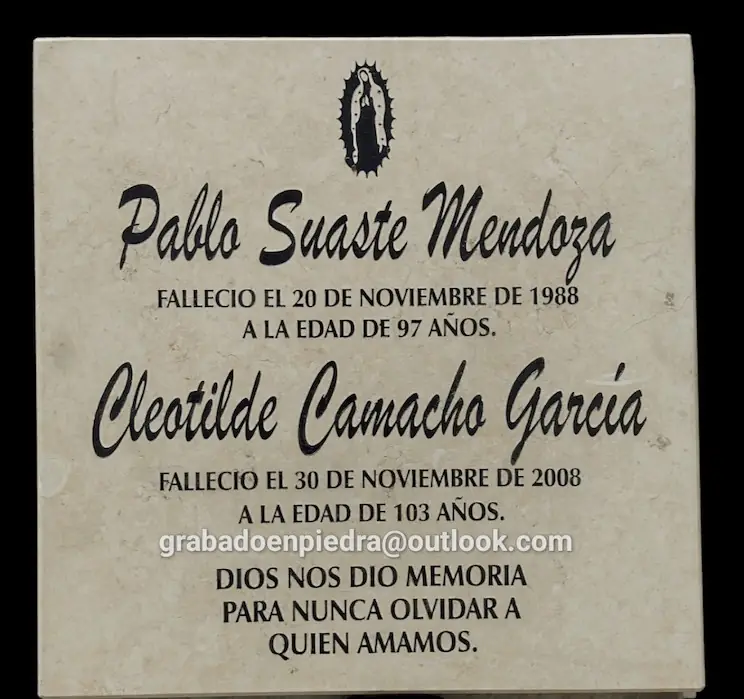 Pablo Suaste Mendoza
FALLECIO EL 20 DE NOVIEMBRE DE 1988
A LA EDAD DE 97 AÑOS.
Cleotilde Camacho García
FALLECIO EL 30 DE NOVIEMBRE DE 2008
A LA EDAD DE 103 AÑOS.
grabadoenpiedra@outlook.com
DIOS NOS DIO MEMORIA
PARA NUNCA OLVIDAR A
QUIEN AMAMOS.